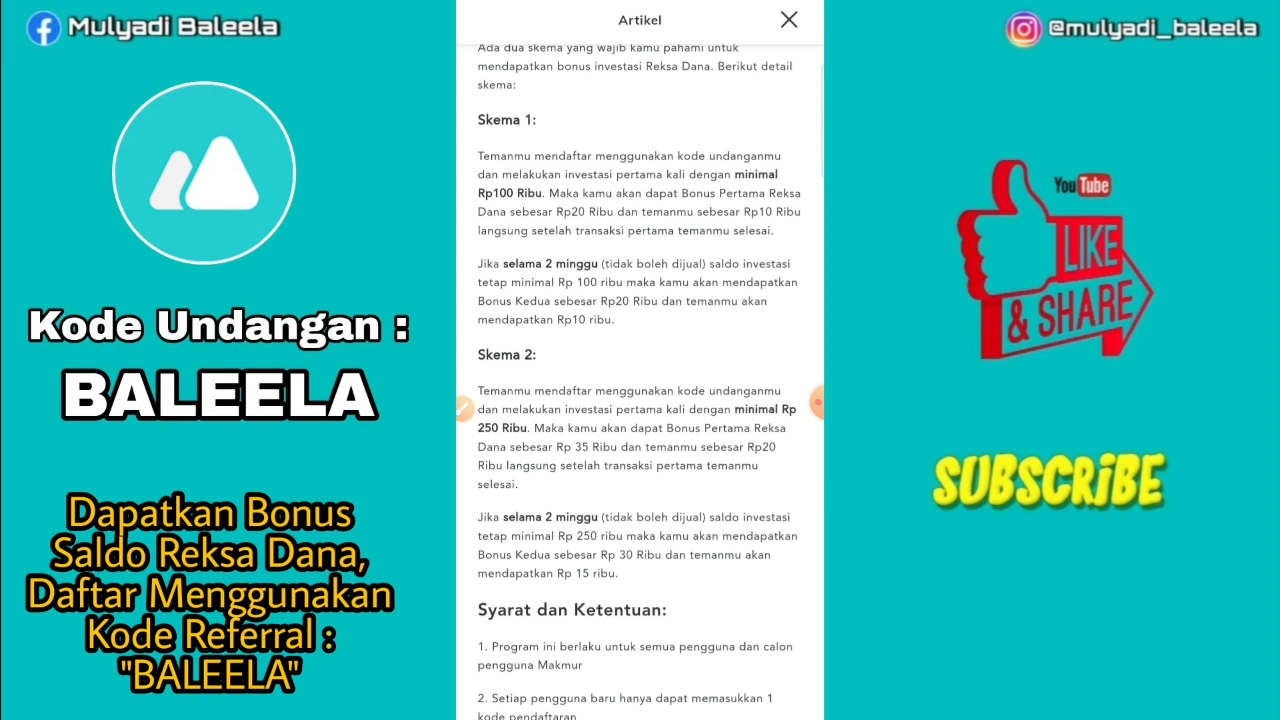 Mulyadi Baleela
Kode Undangan :
BALEELA
Dapatkan Bonus
Saldo Reksa Dana,
Daftar Menggunakan
Kode Referral :
"BALEELA"
Artikel
Ada dua skema yang wajib kamu pahami untuk
mendapatkan bonus investasi Reksa Dana. Berikut detail
skema:
Skema 1:
Temanmu mendaftar menggunakan kode undanganmu
dan melakukan investasi pertama kali dengan minimal
Rp100 Ribu. Maka kamu akan dapat Bonus Pertama Reksa
Dana sebesar Rp20 Ribu dan temanmu sebesar Rp10 Ribu
langsung setelah transaksi pertama temanmu selesai.
Jika selama 2 minggu (tidak boleh dijual) saldo investasi
tetap minimal Rp 100 ribu maka kamu akan mendapatkan
Bonus Kedua sebesar Rp20 Ribu dan temanmu akan
mendapatkan Rp10 ribu.
Skema 2:
Temanmu mendaftar menggunakan kode undanganmu
dan melakukan investasi pertama kali dengan minimal Rp
250 Ribu. Maka kamu akan dapat Bonus Pertama Reksa
Dana sebesar Rp 35 Ribu dan temanmu sebesar Rp20
Ribu langsung setelah transaksi pertama temanmu
selesai.
Jika selama 2 minggu (tidak boleh dijual) saldo investasi
tetap minimal Rp 250 ribu maka kamu akan mendapatkan
Bonus Kedua sebesar Rp 30 Ribu dan temanmu akan
mendapatkan Rp 15 ribu.
Syarat dan Ketentuan:
1. Program ini berlaku untuk semua pengguna dan calon
pengguna Makmur
2. Setiap pengguna baru hanya dapat memasukkan 1
kode pendaftaran
@mulyadi_baleela
YouTube
LIKE
& SHARE
SUBSCRiBE